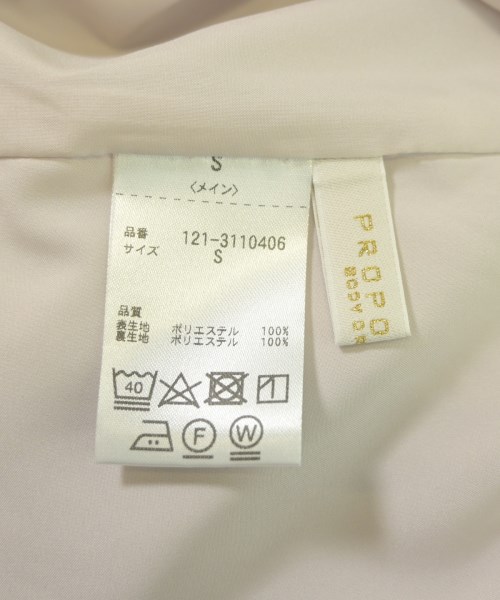 S
〈メイン〉
品番 121-3110406
サイズ S
品質
表生地 ポリエステル 100%
裏生地 ポリエステル 100%
40
F W
PROPO
BODY DR